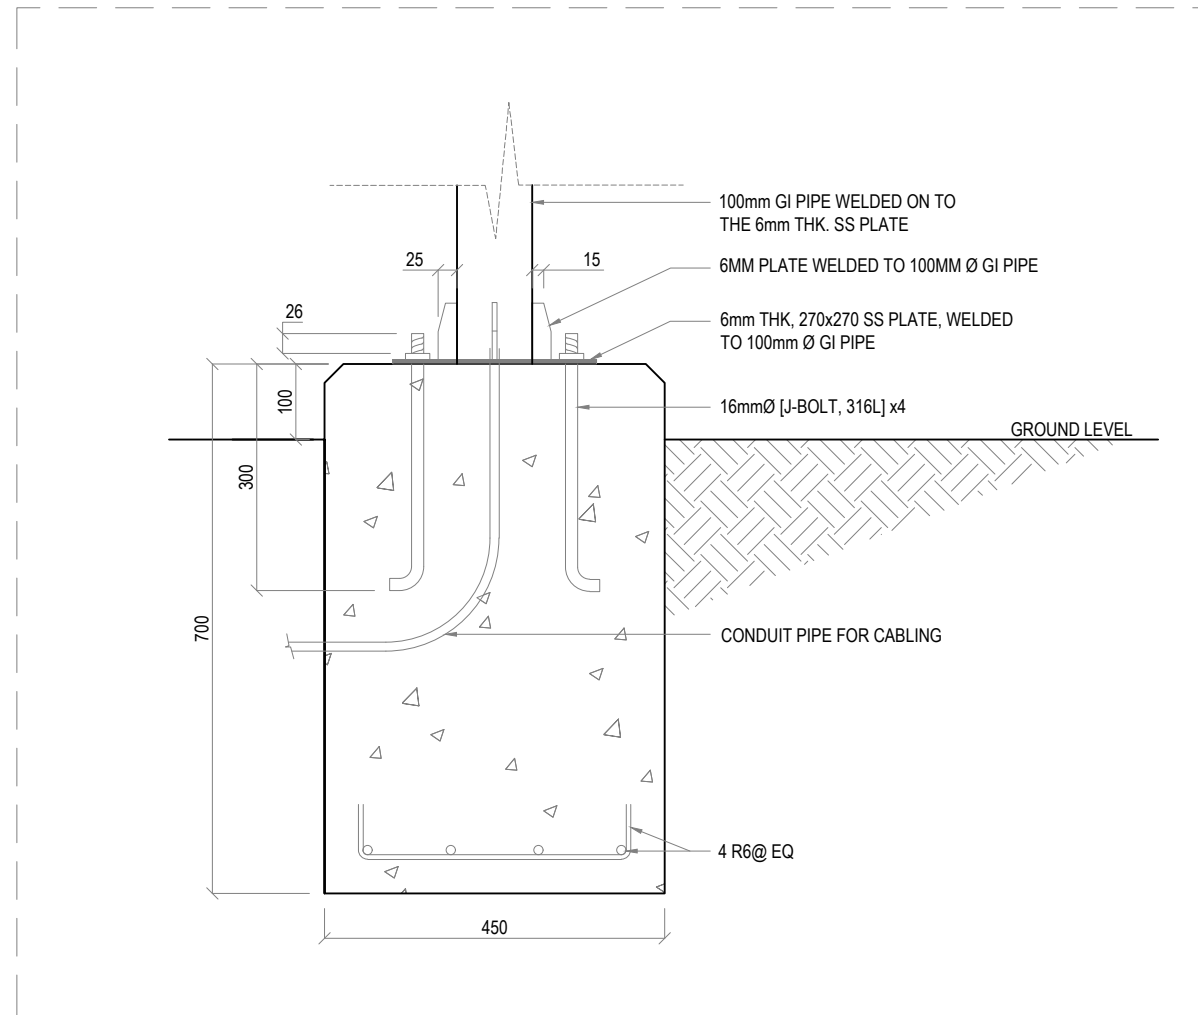 100mm GI PIPE WELDED ON TO
THE 6mm THK. SS PLATE
25
15
6MM PLATE WELDED TO 100MM Ø GI PIPE
26
6mm THK, 270x270 SS PLATE, WELDED
TO 100mm Ø GI PIPE
100
16mmØ [J-BOLT, 316L] x4
GROUND LEVEL
300
700
CONDUIT PIPE FOR CABLING
4 R6@ EQ
450